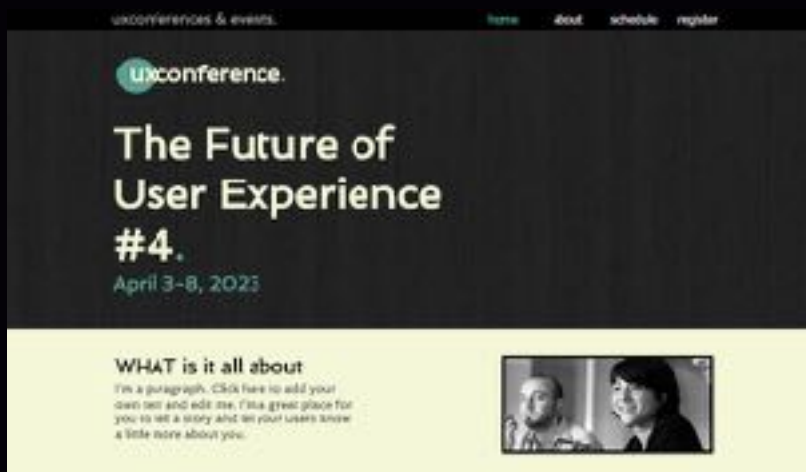 uxconferences & events.
home about schedule register
uxconference.
The Future of
User Experience
#4.
April 3-8, 2023
WHAT is it all about
I'm a paragraph. Click here to add your
own text and edit me. I'm a great place for
you to tell a story and let your users know
a little more about you.